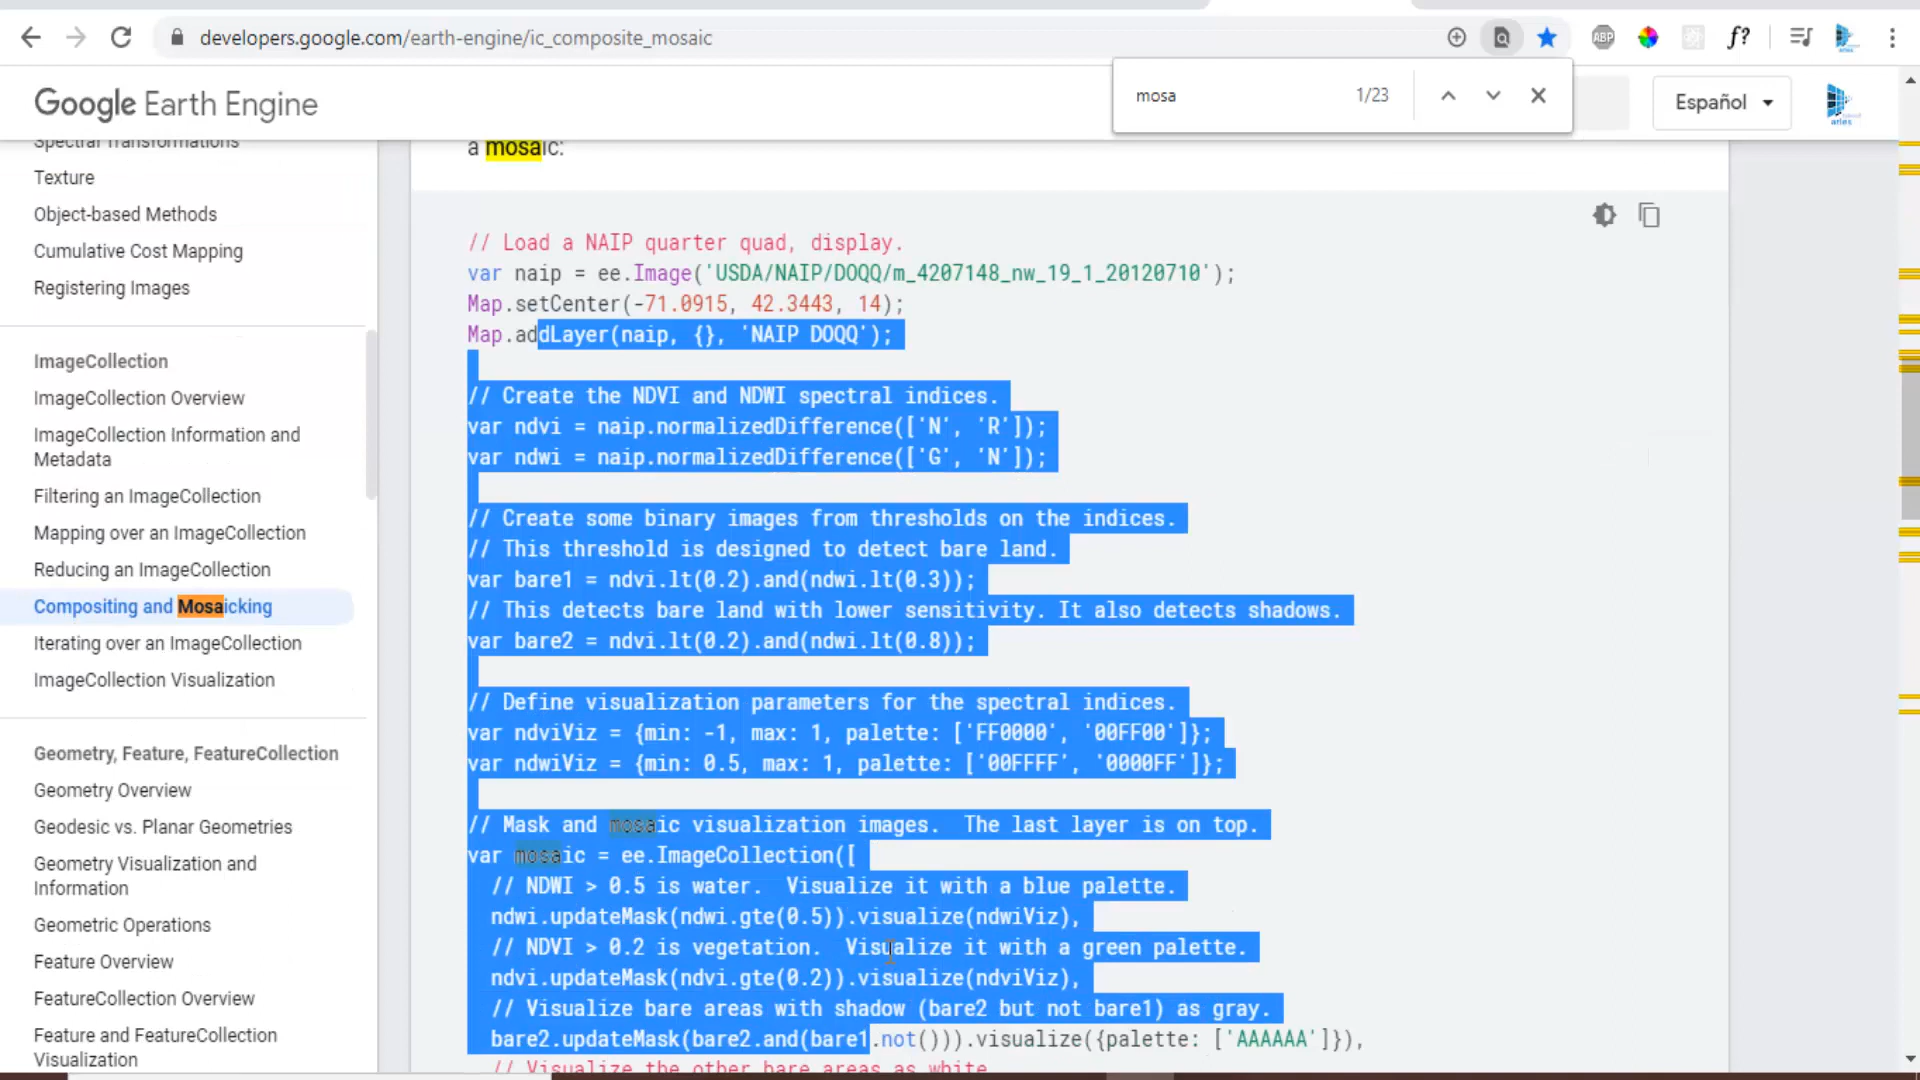 developers.google.com/earth-engine/ic_composite_mosaic
ABP
f?
mosa
1/23
Google Earth Engine
Español
aries
Spectral Transformations
Texture
Object-based Methods
Cumulative Cost Mapping
Registering Images
ImageCollection
ImageCollection Overview
ImageCollection Information and
Metadata
Filtering an ImageCollection
Mapping over an ImageCollection
Reducing an ImageCollection
Compositing and Mosaicking
Iterating over an ImageCollection
ImageCollection Visualization
Geometry, Feature, FeatureCollection
Geometry Overview
Geodesic vs. Planar Geometries
Geometry Visualization and
Information
Geometric Operations
Feature Overview
FeatureCollection Overview
Feature and FeatureCollection
Visualization
a mosaic:
// Load a NAIP quarter quad, display.
var naip = ee.Image('USDA/NAIP/DOQQ/m_4207148_nw_19_1_20120710');
Map.setCenter(-71.0915, 42.3443, 14);
Map.addLayer(naip, {}, 'NAIP DOQQ');
// Create the NDVI and NDWI spectral indices.
var ndvi = naip.normalizedDifference(['N', 'R']);
var ndwi = naip.normalizedDifference(['G', 'N']);
// Create some binary images from thresholds on the indices.
// This threshold is designed to detect bare land.
var bare1 = ndvi.lt(0.2).and(ndwi.lt(0.3));
// This detects bare land with lower sensitivity. It also detects shadows.
var bare2 = ndvi.lt(0.2).and(ndwi.lt(0.8));
// Define visualization parameters for the spectral indices.
var ndviViz = {min: -1, max: 1, palette: ['FF0000', '00FF00']};
var ndwiViz = {min: 0.5, max: 1, palette: ['00FFFF', '0000FF']};
// Mask and mosaic visualization images.  The last layer is on top.
var mosaic = ee.ImageCollection([
// NDWI > 0.5 is water.  Visualize it with a blue palette.
ndwi.updateMask(ndwi.gte(0.5)).visualize(ndwiViz),
// NDVI > 0.2 is vegetation.  Visualize it with a green palette.
ndvi.updateMask(ndvi.gte(0.2)).visualize(ndviViz),
// Visualize bare areas with shadow (bare2 but not bare1) as gray.
bare2.updateMask(bare2.and(bare1.not())).visualize({palette: ['AAAAAA']}),
// Visualize the other bare areas as white